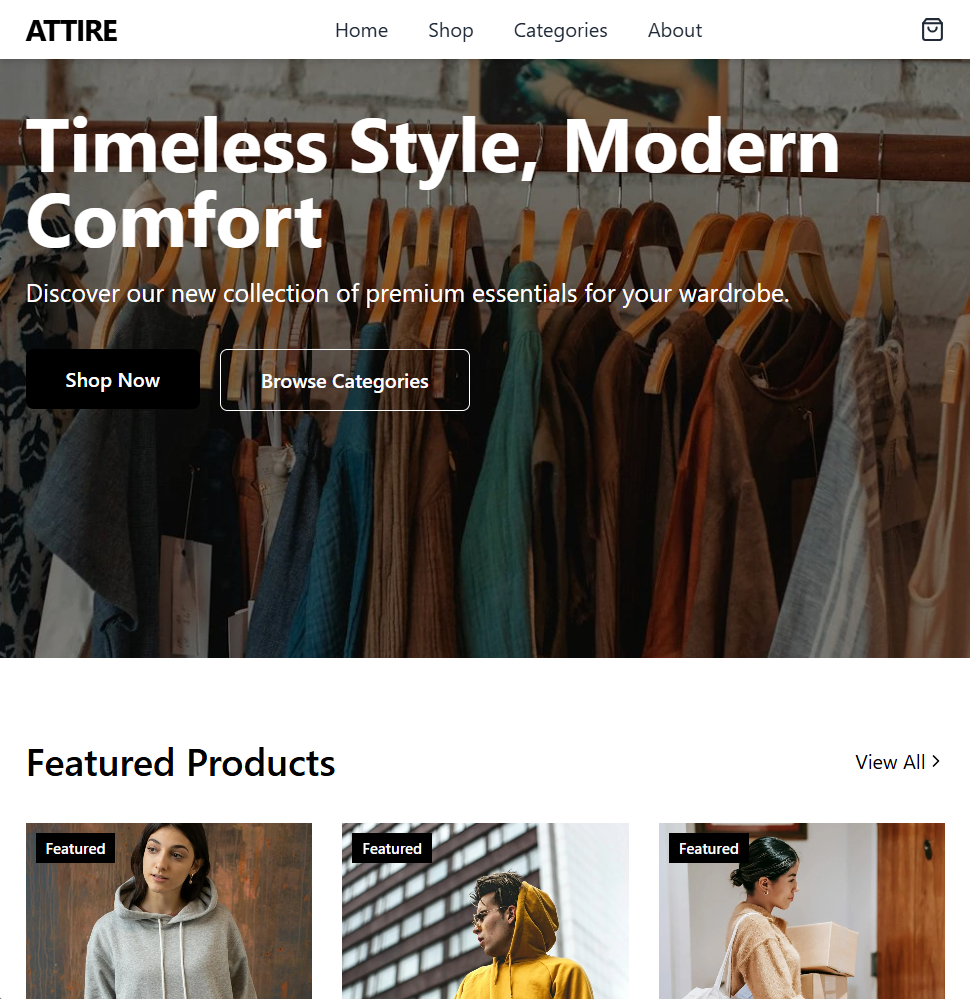 ATTIRE
Home Shop Categories About
Timeless Style, Modern
Comfort
Discover our new collection of premium essentials for your wardrobe.
Shop Now Browse Categories
Featured Products
View All
Featured Featured Featured